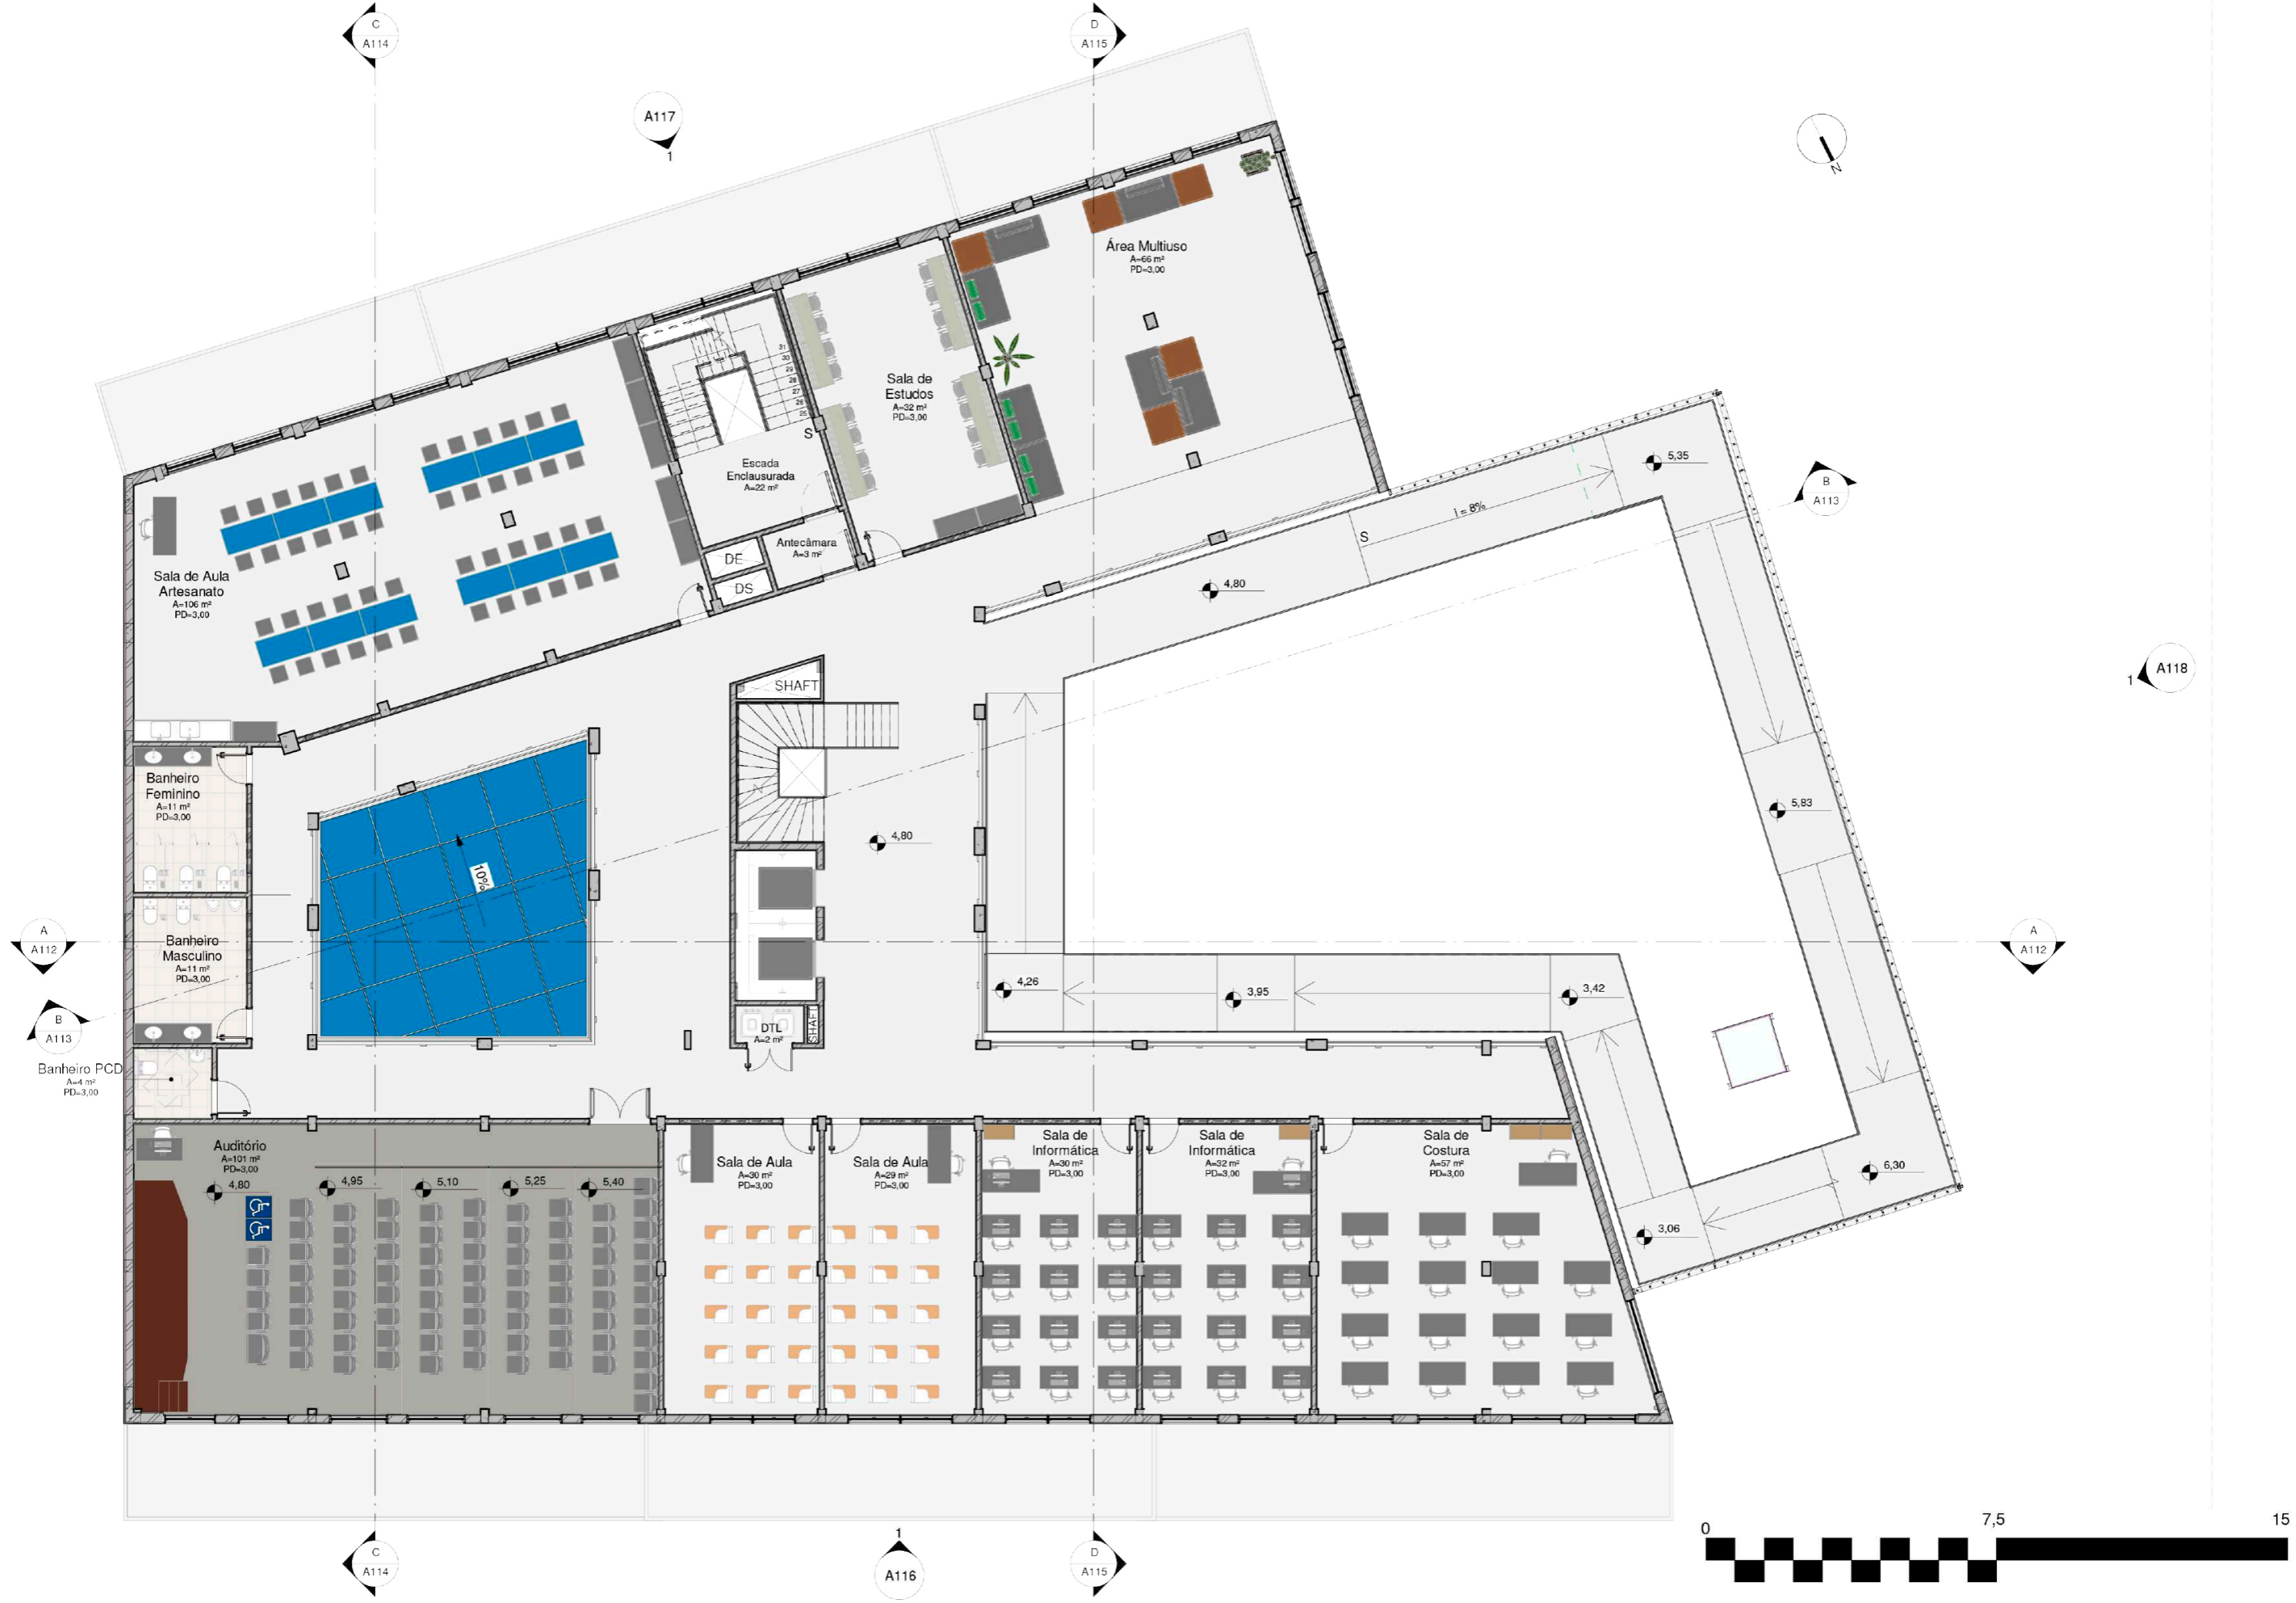 C
A114
D
A115
A117
1
N
Área Multiuso
A=66 m²
PD=3,00
31
30
29
28
27
26
25
S
Sala de
Estudos
A=32 m²
PD=3,00
Escada
Enclausurada
A=22 m²
Antecâmara
A=3 m²
DE
DS
5,35
B
A113
i = 8%
S
4,80
Sala de Aula
Artesanato
A=106 m²
PD=3,00
SHAFT
A118
1
Banheiro
Feminino
A=11 m²
PD=3,00
10%
4,80
5,83
A
A112
Banheiro
Masculino
A=11 m²
PD=3,00
A
A112
4,26
3,95
3,42
B
A113
DTL
A=2 m²
SHAFT
Banheiro PCD
A=4 m²
PD=3,00
Auditório
A=101 m²
PD=3,00
4,80
4,95
5,10
5,25
5,40
Sala de Aula
A=30 m²
PD=3,00
Sala de Aula
A=29 m²
PD=3,00
Sala de
Informática
A=30 m²
PD=3,00
Sala de
Informática
A=32 m²
PD=3,00
Sala de
Costura
A=57 m²
PD=3,00
6,30
3,06
0
7,5
15
C
A114
1
A116
D
A115